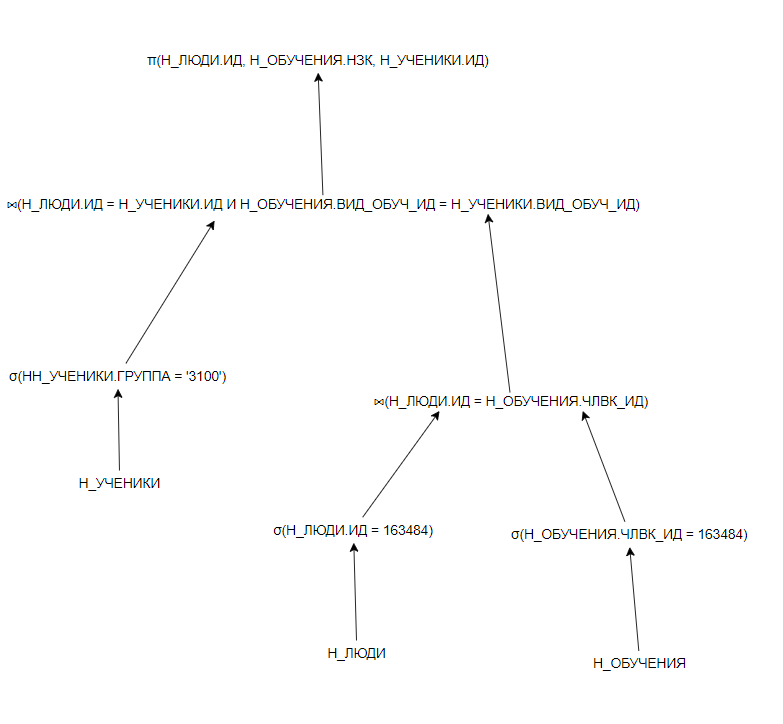 π(Н_ЛЮДИ.ИД, Н_ОБУЧЕНИЯ.НЗК, Н_УЧЕНИКИ.ИД)
⋈(Н_ЛЮДИ.ИД = Н_УЧЕНИКИ.ИД И Н_ОБУЧЕНИЯ.ВИД_ОБУЧ_ИД = Н_УЧЕНИКИ.ВИД_ОБУЧ_ИД)
σ(НН_УЧЕНИКИ.ГРУППА = '3100')
⋈(Н_ЛЮДИ.ИД = Н_ОБУЧЕНИЯ.ЧЛВК_ИД)
Н_УЧЕНИКИ
σ(Н_ЛЮДИ.ИД = 163484)
σ(Н_ОБУЧЕНИЯ.ЧЛВК_ИД = 163484)
Н_ЛЮДИ
Н_ОБУЧЕНИЯ